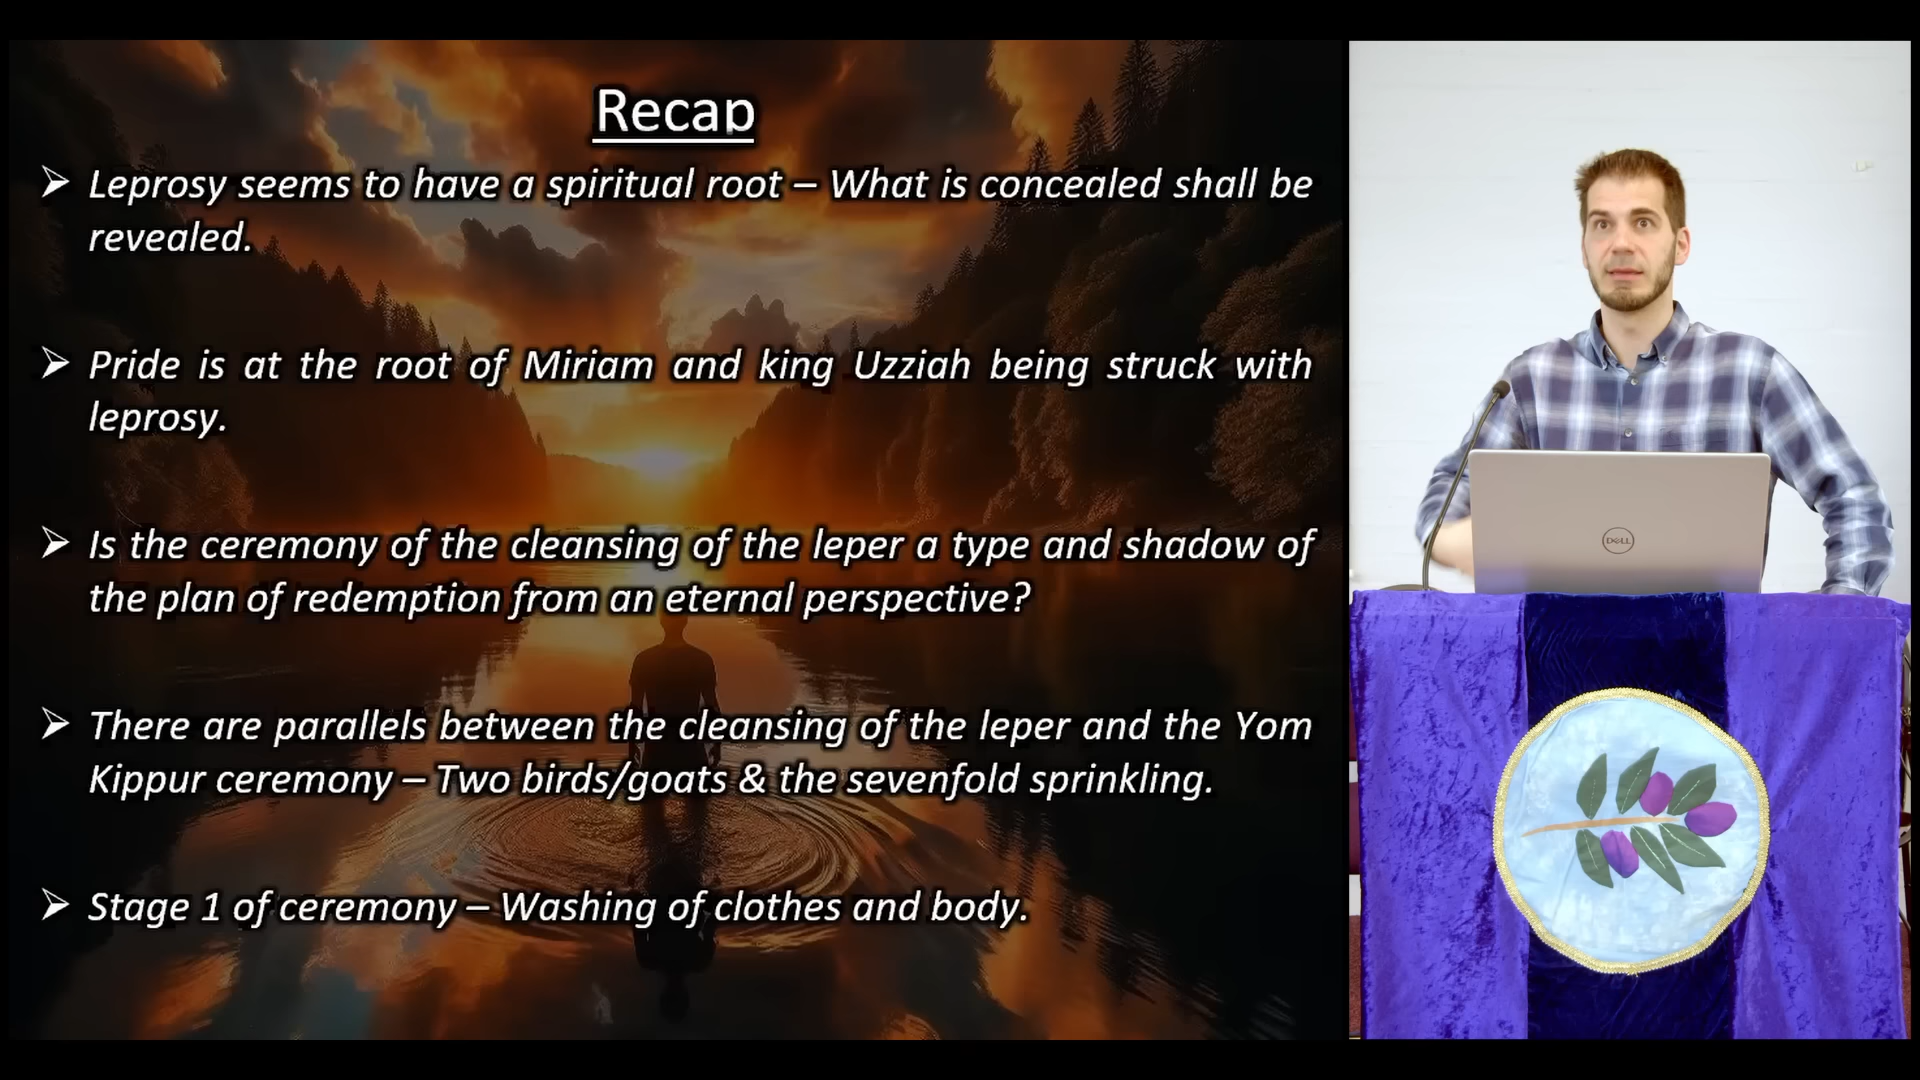 Recap
➢ Leprosy seems to have a spiritual root – What is concealed shall be
revealed.
➢ Pride is at the root of Miriam and king Uzziah being struck with
leprosy.
➢ Is the ceremony of the cleansing of the leper a type and shadow of
the plan of redemption from an eternal perspective?
➢ There are parallels between the cleansing of the leper and the Yom
Kippur ceremony – Two birds/goats & the sevenfold sprinkling.
➢ Stage 1 of ceremony – Washing of clothes and body.
DELL